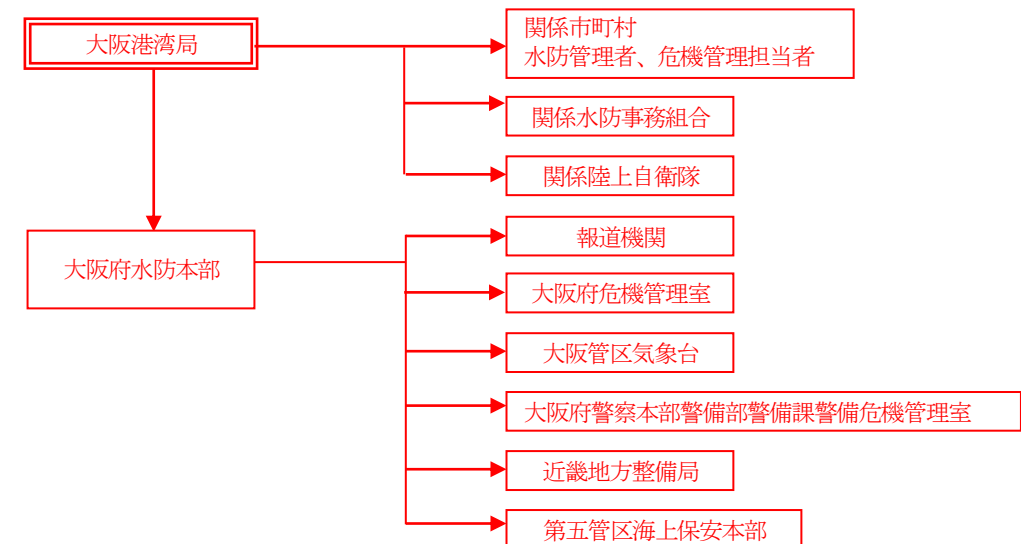 大阪港湾局
関係市町村
水防管理者、危機管理担当者
関係水防事務組合
関係陸上自衛隊
大阪府水防本部
報道機関
大阪府危機管理室
大阪管区気象台
大阪府警察本部警備部警備課警備危機管理室
近畿地方整備局
第五管区海上保安本部